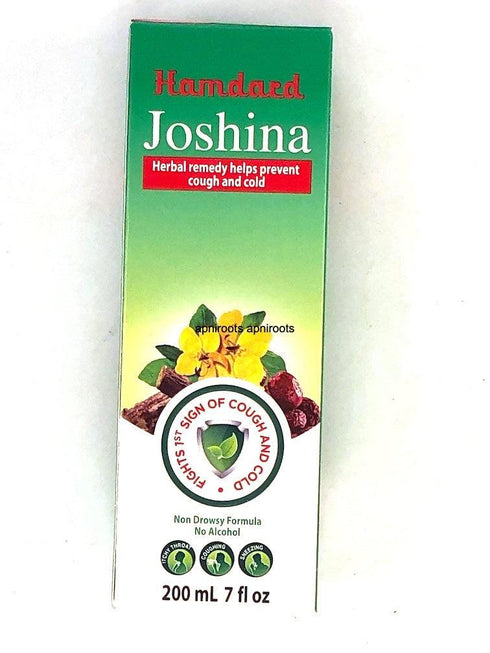 Hamdard
Joshina
Herbal remedy helps prevent
cough and cold
apniroots apniroots
FIGHTS 1ST SIGN OF COUGH AND COLD
Non Drowsy Formula
No Alcohol
ITCHY THROAT
COUGHING
SNEEZING
200 mL 7 fl oz